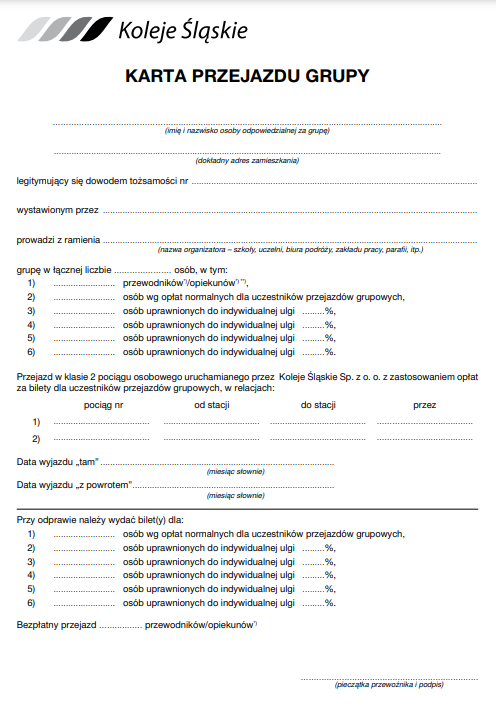 Koleje Śląskie
KARTA PRZEJAZDU GRUPY
................................................................................
(imię i nazwisko osoby odpowiedzialnej za grupę)
................................................................................
(dokładny adres zamieszkania)
legitymujący się dowodem tożsamości nr ................................................................................
wystawionym przez ................................................................................
prowadzi z ramienia ................................................................................
(nazwa organizatora – szkoły, uczelni, biura podróży, zakładu pracy, parafii, itp.)
grupę w łącznej liczbie ...................... osób, w tym:
1) ........................ przewodników*)/opiekunów*) **),
2) ........................ osób wg opłat normalnych dla uczestników przejazdów grupowych,
3) ........................ osób uprawnionych do indywidualnej ulgi .........%,
4) ........................ osób uprawnionych do indywidualnej ulgi .........%,
5) ........................ osób uprawnionych do indywidualnej ulgi .........%,
6) ........................ osób uprawnionych do indywidualnej ulgi .........%.
Przejazd w klasie 2 pociągu osobowego uruchamianego przez Koleje Śląskie Sp. z o. o. z zastosowaniem opłat
za bilety dla uczestników przejazdów grupowych, w relacjach:
pociąg nr od stacji do stacji przez
1) ..................................... ..................................... ..................................... .....................................
2) ..................................... ..................................... ..................................... .....................................
Data wyjazdu „tam” ................................................................................
(miesiąc słownie)
Data wyjazdu „z powrotem”................................................................................
(miesiąc słownie)
Przy odprawie należy wydać bilet(y) dla:
1) ........................ osób wg opłat normalnych dla uczestników przejazdów grupowych,
2) ........................ osób uprawnionych do indywidualnej ulgi .........%,
3) ........................ osób uprawnionych do indywidualnej ulgi .........%,
4) ........................ osób uprawnionych do indywidualnej ulgi .........%,
5) ........................ osób uprawnionych do indywidualnej ulgi .........%,
6) ........................ osób uprawnionych do indywidualnej ulgi .........%.
Bezpłatny przejazd ................. przewodników/opiekunów*)
................................................................................
(pieczątka przewoźnika i podpis)